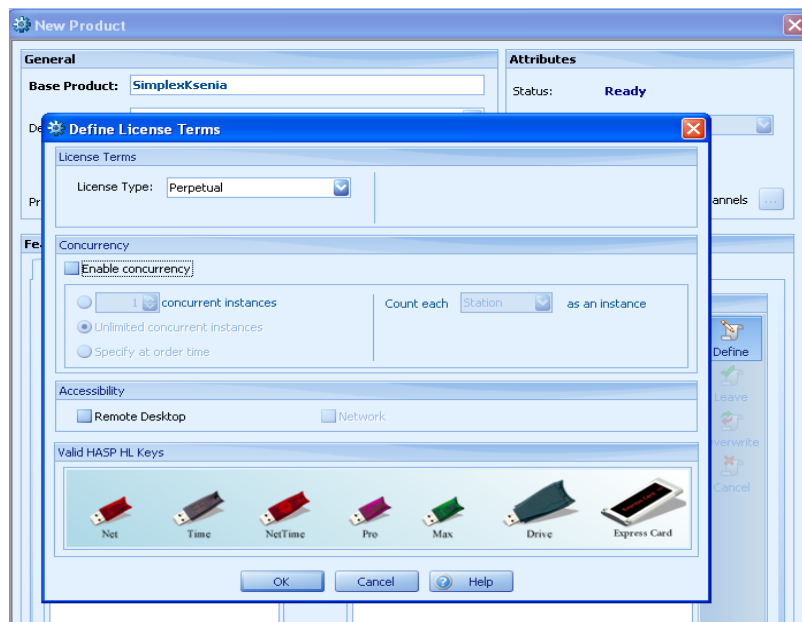 New Product
General
Attributes
Base Product: SimplexKsenia
Status: Ready
Define License Terms
License Terms
License Type: Perpetual
annels ...
Concurrency
Enable concurrency
1 concurrent instances
Count each Station as an instance
Unlimited concurrent instances
Specify at order time
Define
Leave
verwrite
Cancel
Accessibility
Remote Desktop
Network
Valid HASP HL Keys
Net
Time
NetTime
Pro
Max
Drive
Express Card
OK
Cancel
Help